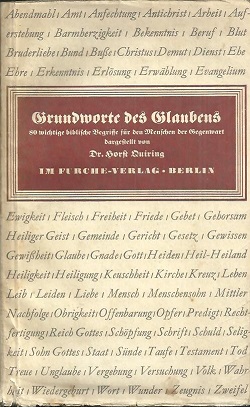 Abendmahl | Amt | Anfechtung | Antichrist | Arbeit | Auf-
erstehung | Barmherzigkeit | Bekenntnis | Beruf | Blut
Bruderliebe | Bund | Buße | Christus | Demut | Dienst | Ehe
Ehre | Erkenntnis | Erlösung | Erwählung | Evangelium
Grundworte des Glaubens
80 wichtige biblische Begriffe für den Menschen der Gegenwart
dargestellt von
Dr. Horst Quiring
IM FURCHE-VERLAG • BERLIN
Ewigkeit | Fleisch | Freiheit | Friede | Gebet | Gehorsam
Heiliger Geist | Gemeinde | Gericht | Gesetz | Gewissen
Gewißheit | Glaube | Gnade | Gott | Heiden | Heil-Heiland
Heiligkeit | Heiligung | Keuschheit | Kirche | Kreuz | Leben
Leib | Leiden | Liebe | Mensch | Menschensohn | Mittler
Nachfolge | Obrigkeit | Offenbarung | Opfer | Predigt | Recht-
fertigung | Reich Gottes | Schöpfung | Schrift | Schuld | Selig-
keit | Sohn Gottes | Staat | Sünde | Taufe | Testament | Tod
Treue | Unglaube | Vergebung | Versuchung | Volk | Wahr-
heit | Wiedergeburt | Wort | Wunder | Zeugnis | Zweifel